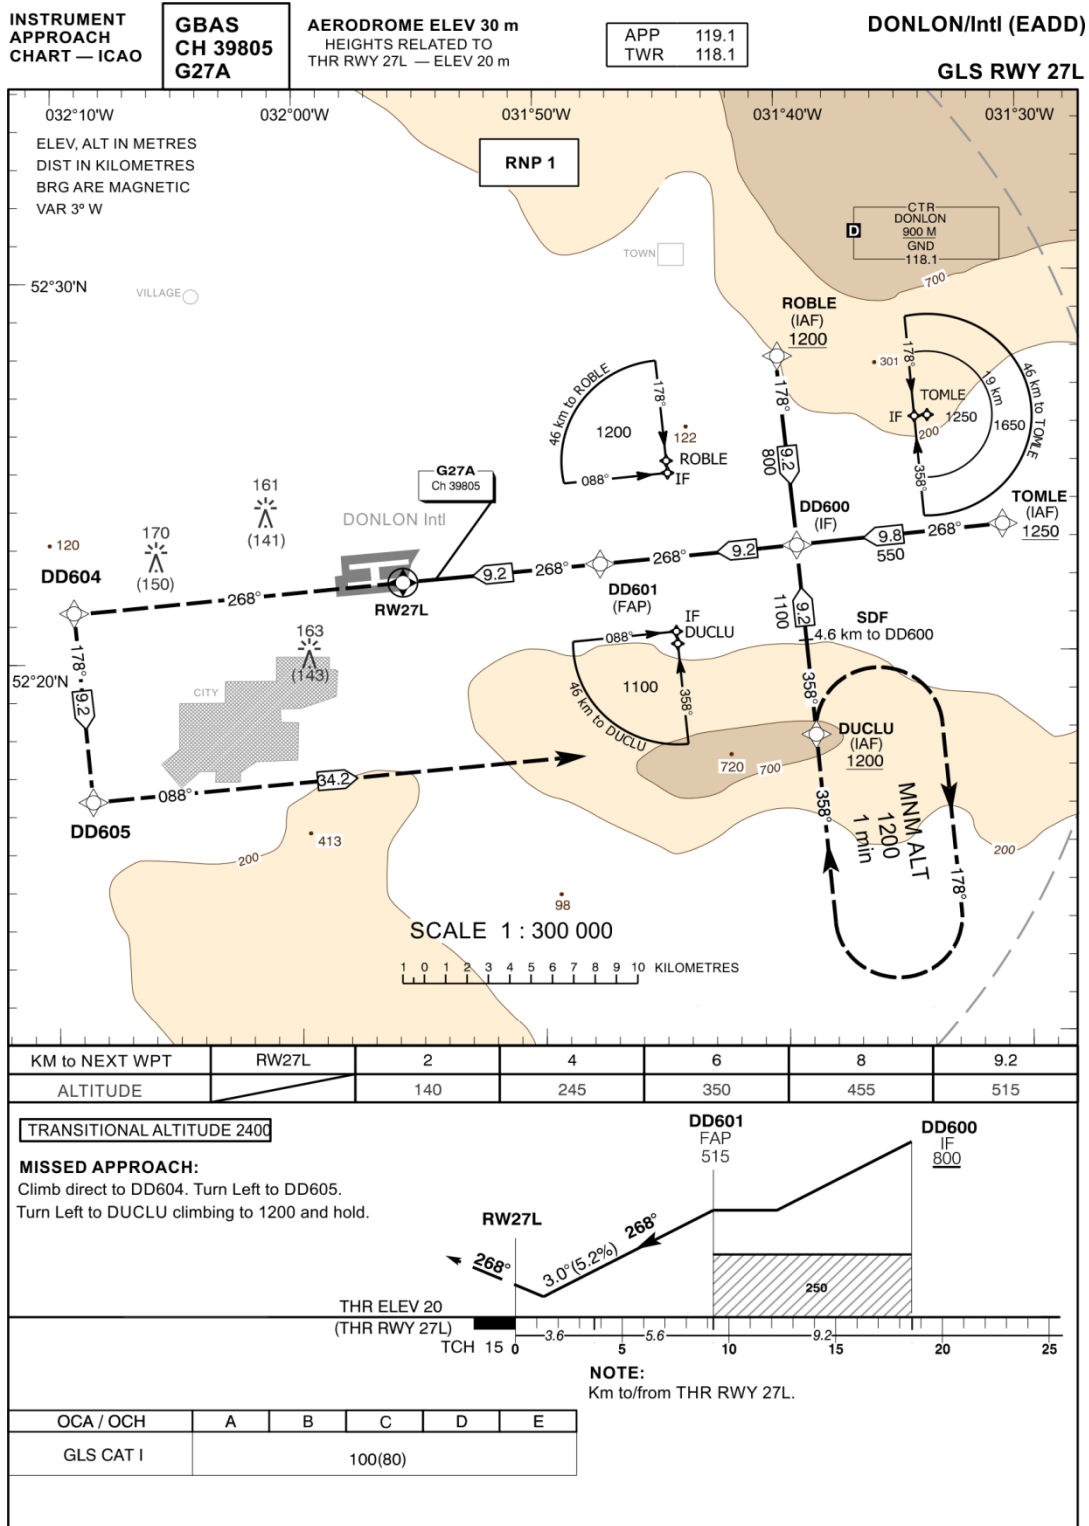 INSTRUMENT
APPROACH
CHART — ICAO
GBAS
CH 39805
G27A
AERODROME ELEV 30 m
HEIGHTS RELATED TO
THR RWY 27L — ELEV 20 m
APP 119.1
TWR 118.1
DONLON/Intl (EADD)
GLS RWY 27L
032°10'W 032°00'W 031°50'W 031°40'W 031°30'W
ELEV, ALT IN METRES
DIST IN KILOMETRES
BRG ARE MAGNETIC
VAR 3º W
RNP 1
CTR
DONLON
900 M
GND
118.1
D
700
TOWN
VILLAGE
52°30'N
ROBLE
(IAF)
1200
178°
9.2
800
301
46 km to ROBLE
178°
1200
122
ROBLE
IF
088°
178°
19 km
46 km to TOMLE
TOMLE
IF
1250
1650
200
358°
G27A
Ch 39805
161
(141)
170
(150)
120
DONLON Intl
DD600
(IF)
TOMLE
(IAF)
1250
268°
9.8
550
9.2
268°
268°
9.2
DD601
(FAP)
RW27L
268°
DD604
178°
9.2
163
(143)
CITY
52°20'N
IF
DUCLU
088°
1100
358°
46 km to DUCLU
9.2
1100
SDF
4.6 km to DD600
358°
DUCLU
(IAF)
1200
358°
720
700
MNM ALT
1200
1 min
178°
200
DD605
088°
34.2
200
413
98
SCALE 1 : 300 000
1 0 1 2 3 4 5 6 7 8 9 10 KILOMETRES
KM to NEXT WPT RW27L 2 4 6 8 9.2
ALTITUDE 140 245 350 455 515
TRANSITIONAL ALTITUDE 2400
MISSED APPROACH:
Climb direct to DD604. Turn Left to DD605.
Turn Left to DUCLU climbing to 1200 and hold.
DD601
FAP
515
DD600
IF
800
RW27L
268°
3.0°(5.2%)
268°
250
THR ELEV 20
(THR RWY 27L)
TCH 15
3.6 5.6 9.2
0 5 10 15 20 25
NOTE:
Km to/from THR RWY 27L.
OCA / OCH A B C D E
GLS CAT I 100(80)